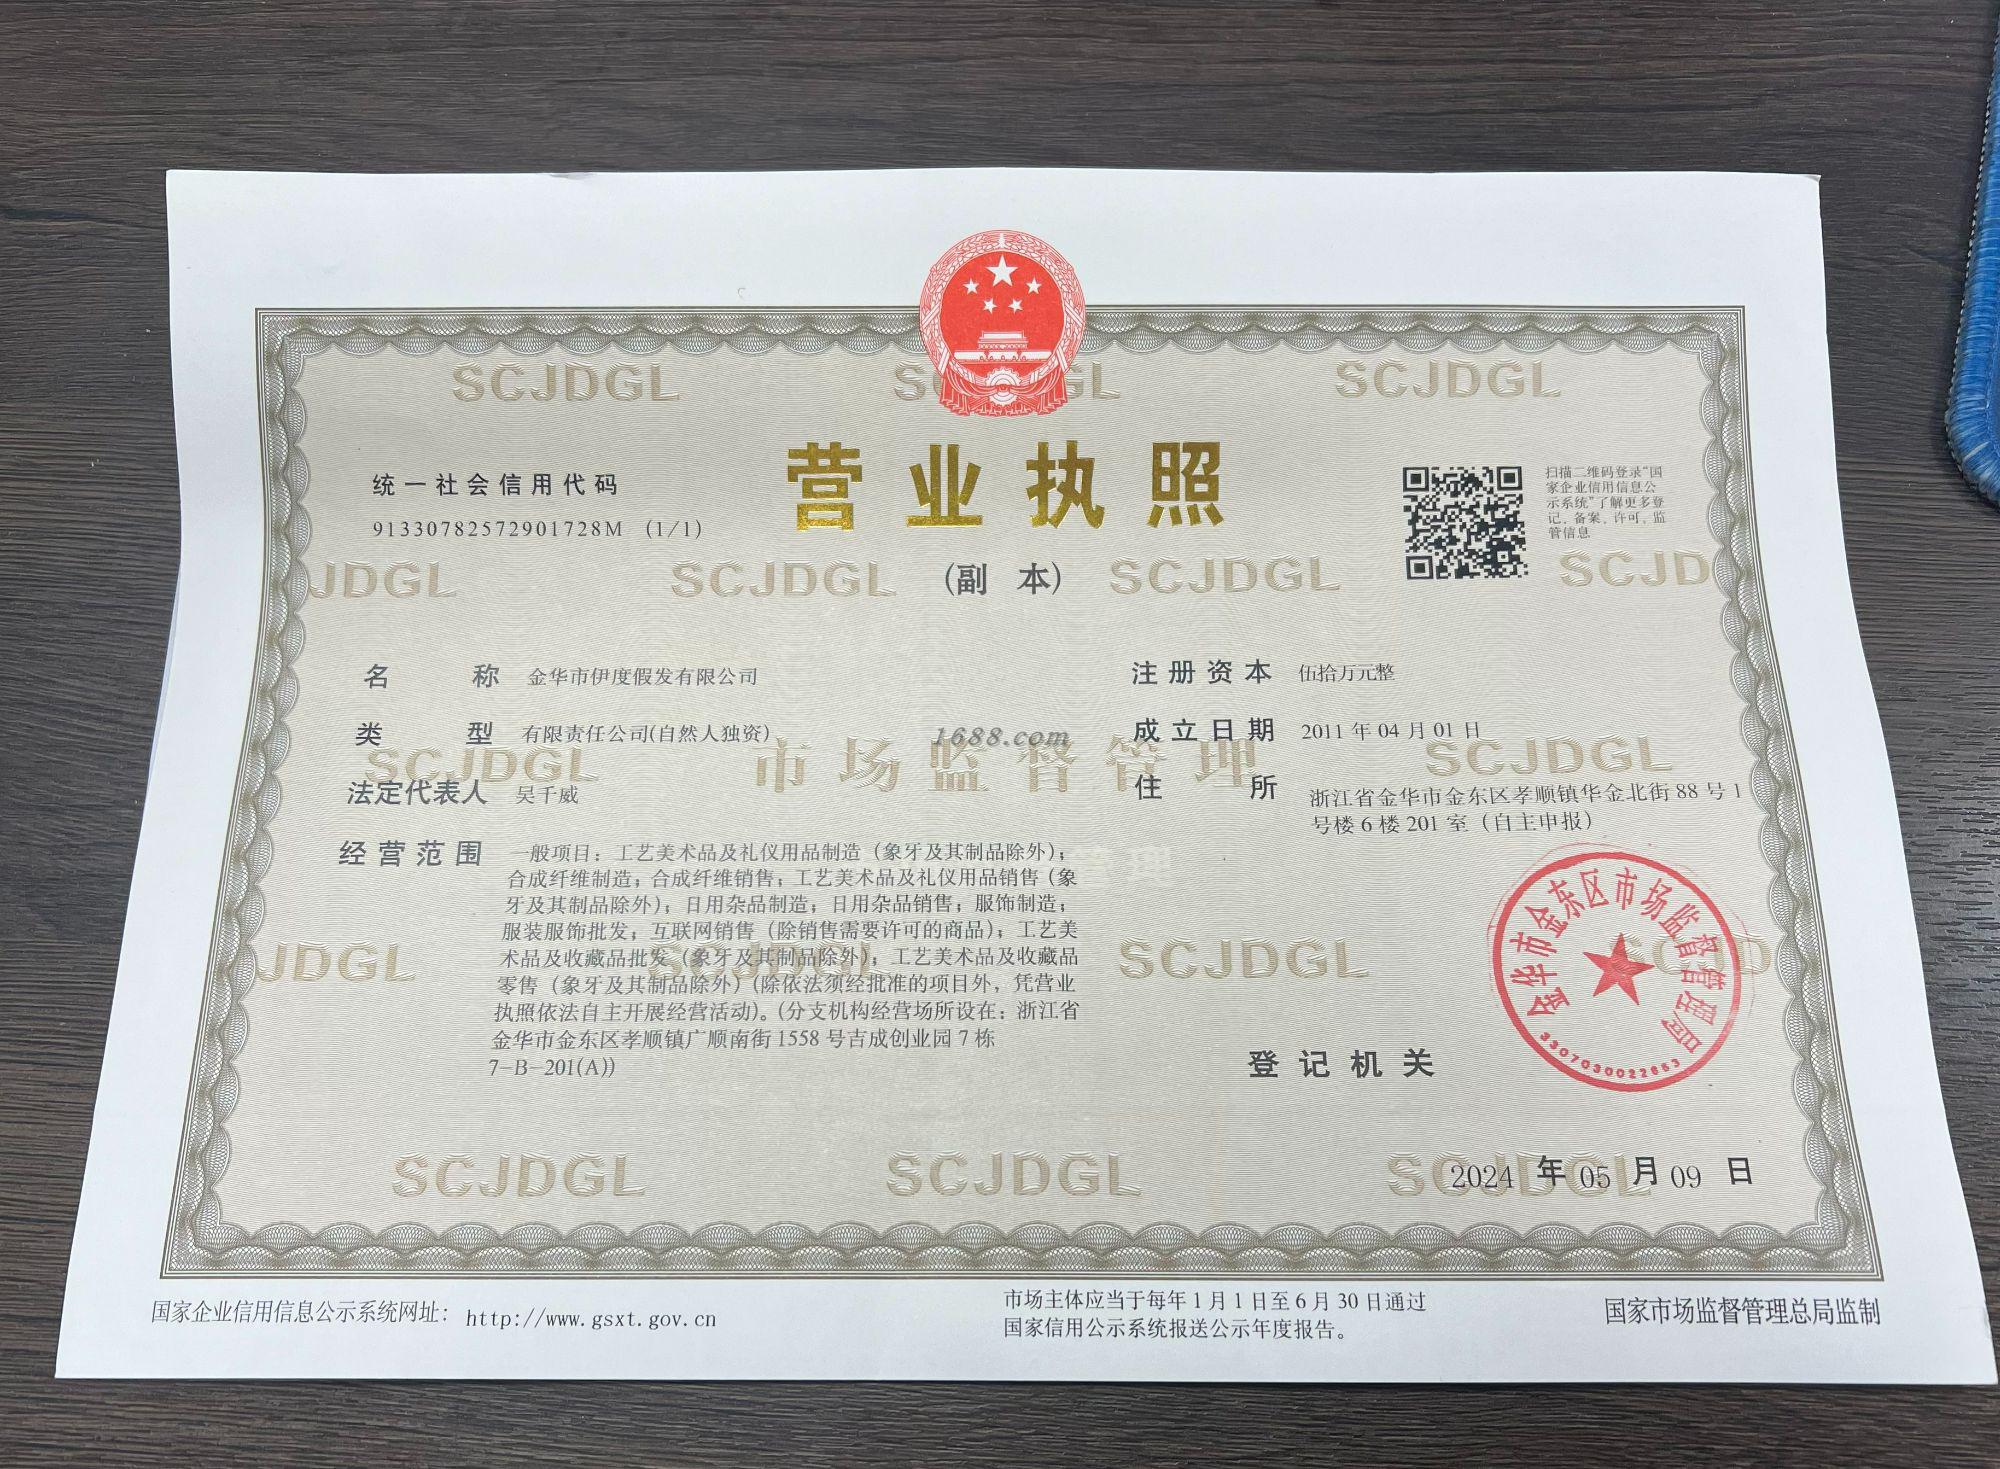 SCJDGL SCJDGL SCJDGL
营业执照
统一社会信用代码
91330782572901728M (1/1)
扫描二维码登录“国
家企业信用信息公
示系统”了解更多登
记、备案、许可、监
管信息
(副 本)
JDGL SCJDGL SCJDGL SCJD
名 称 金华市伊度假发有限公司
类 型 有限责任公司(自然人独资)
法定代表人 吴千威
经营范围 一般项目：工艺美术品及礼仪用品制造（象牙及其制品除外）；
合成纤维制造；合成纤维销售；工艺美术品及礼仪用品销售（象
牙及其制品除外）；日用杂品制造；日用杂品销售；服饰制造；
服装服饰批发；互联网销售（除销售需要许可的商品）；工艺美
术品及收藏品批发（象牙及其制品除外）；工艺美术品及收藏品
零售（象牙及其制品除外）(除依法须经批准的项目外，凭营业
执照依法自主开展经营活动)。(分支机构经营场所设在：浙江省
金华市金东区孝顺镇广顺南街 1558 号吉成创业园 7 栋
7-B-201(A))
注册资本 伍拾万元整
成立日期 2011 年 04 月 01 日
住 所 浙江省金华市金东区孝顺镇华金北街 88 号 1
号楼 6 楼 201 室（自主申报）
1688.com
SCJDGL 市场监督管理 SCJDGL
JDGL SCJDGL SCJDGL SCJD
登记机关
金华市金东区市场监督管理局
3307030022663
SCJDGL SCJDGL SCJDGL
2024 年 05 月 09 日
国家企业信用信息公示系统网址： http://www.gsxt.gov.cn
市场主体应当于每年 1 月 1 日至 6 月 30 日通过
国家信用公示系统报送公示年度报告。
国家市场监督管理总局监制